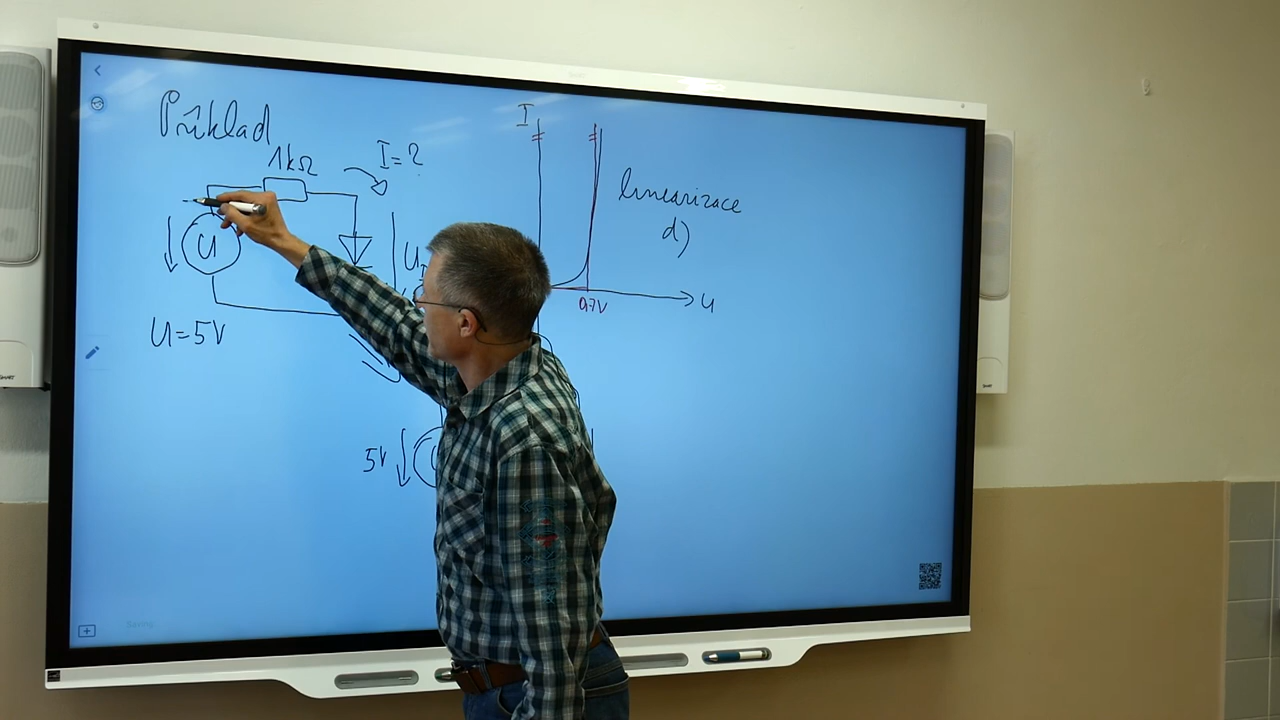 Příklad
1kΩ
I=?
U
U=5V
I
linearizace
d)
0,7V
U
5V